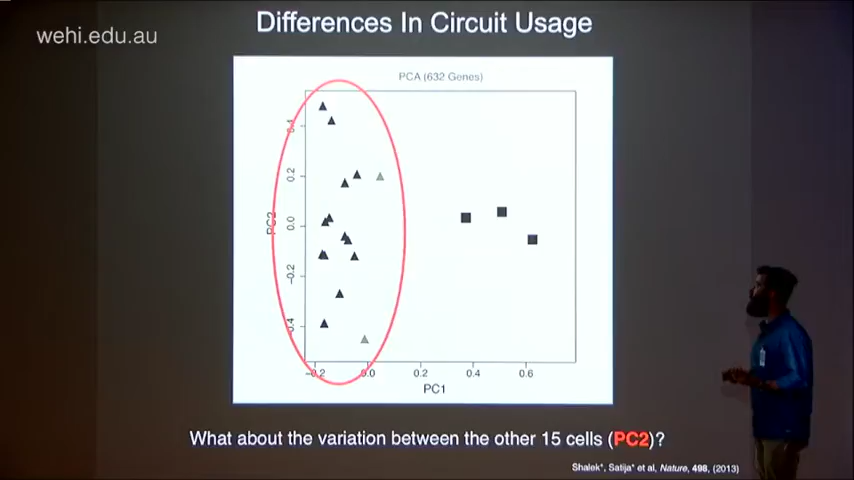 Differences In Circuit Usage
wehi.edu.au
PCA (632 Genes)
PC2
0.4
0.2
0.0
-0.2
-0.4
-0.2
0.0
0.2
0.4
0.6
PC1
What about the variation between the other 15 cells (PC2)?
Shalek*, Satija* et al, Nature, 498, (2013)